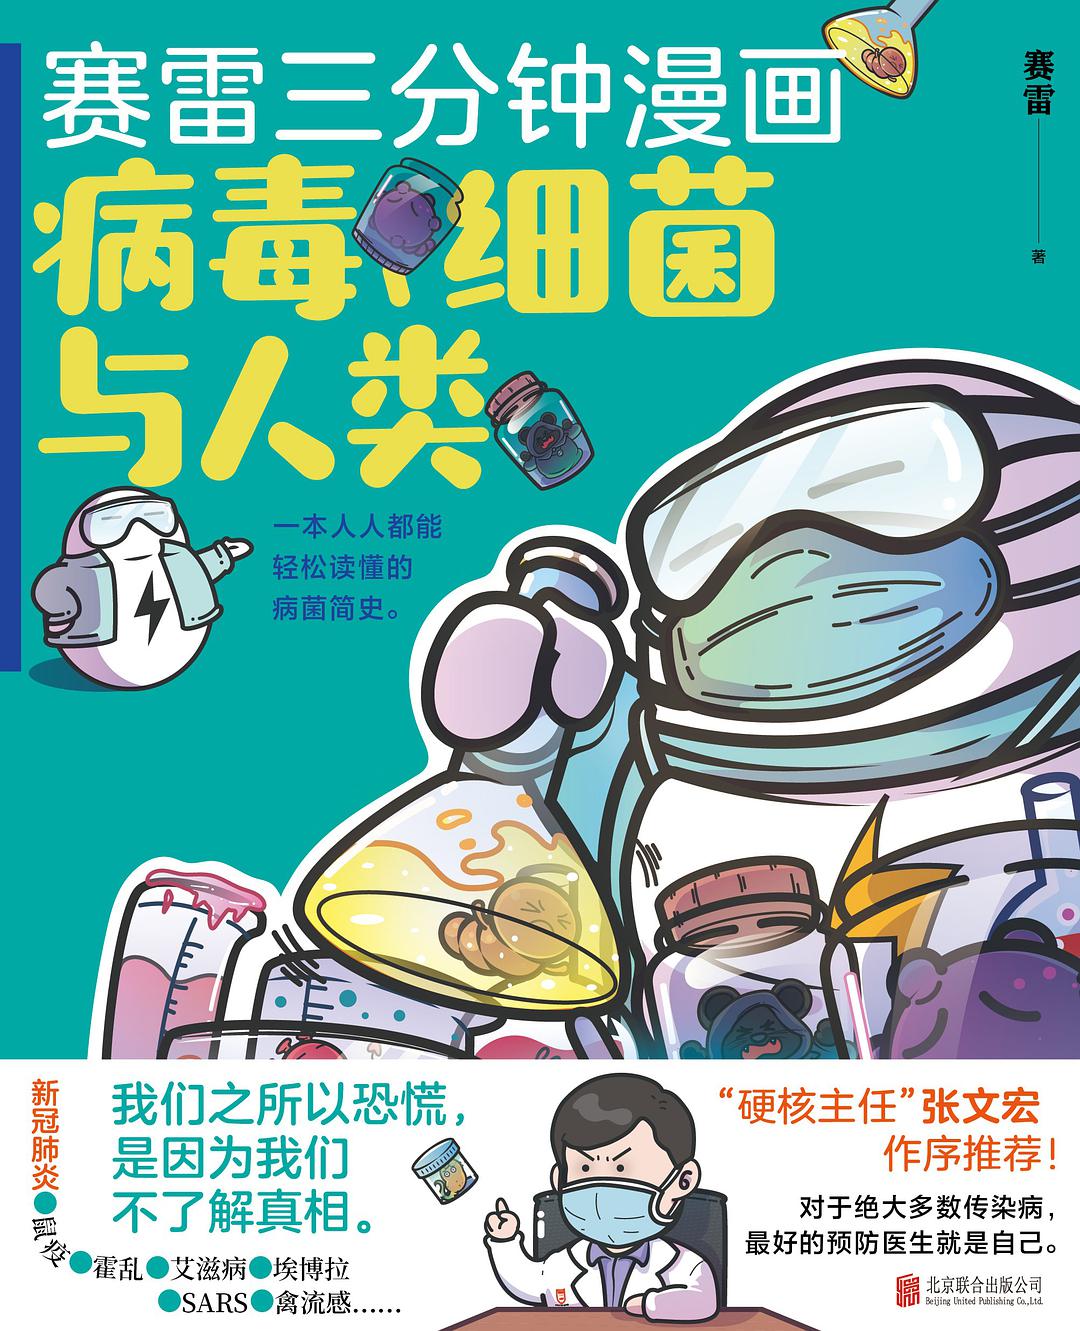 赛雷三分钟漫画
病毒、细菌
与人类
赛雷
著
一本人人都能
轻松读懂的
病菌简史。
新冠肺炎●鼠疫●霍乱●艾滋病●埃博拉
●SARS●禽流感……
我们之所以恐慌，
是因为我们
不了解真相。
“硬核主任”张文宏
作序推荐！
对于绝大多数传染病，
最好的预防医生就是自己。
北京联合出版公司
Beijing United Publishing Co.,Ltd.